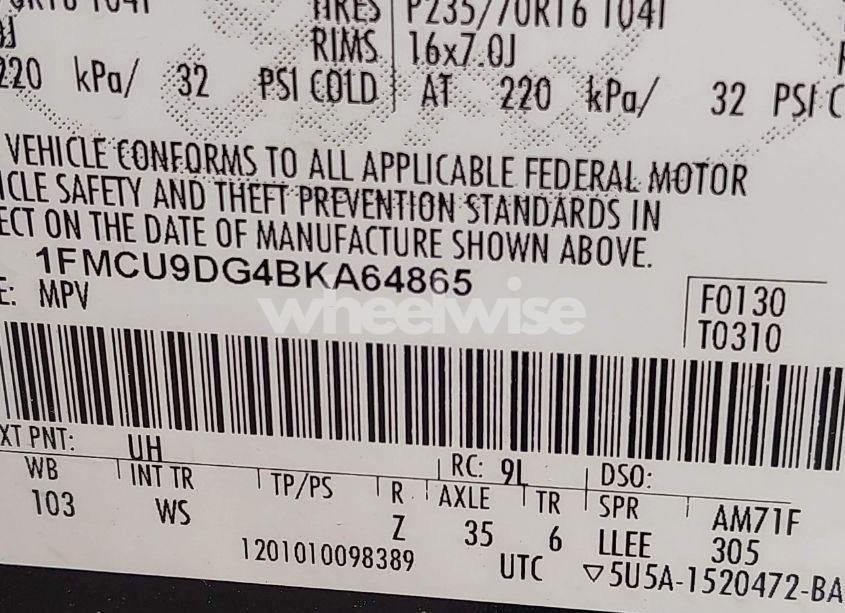 TIRES P235/70R16 104T
RIMS 16x7.0J
220 kPa/ 32 PSI COLD AT 220 kPa/ 32 PSI C
VEHICLE CONFORMS TO ALL APPLICABLE FEDERAL MOTOR
ICLE SAFETY AND THEFT PREVENTION STANDARDS IN
ECT ON THE DATE OF MANUFACTURE SHOWN ABOVE.
1FMCU9DG4BKA64865
E: MPV
F0130
T0310
wheelwise
XT PNT: UH RC: 9L DSO:
WB INT TR TP/PS R AXLE TR SPR AM71F
103 WS Z 35 6 LLEE 305
1201010098389 UTC ▽5U5A-1520472-BA